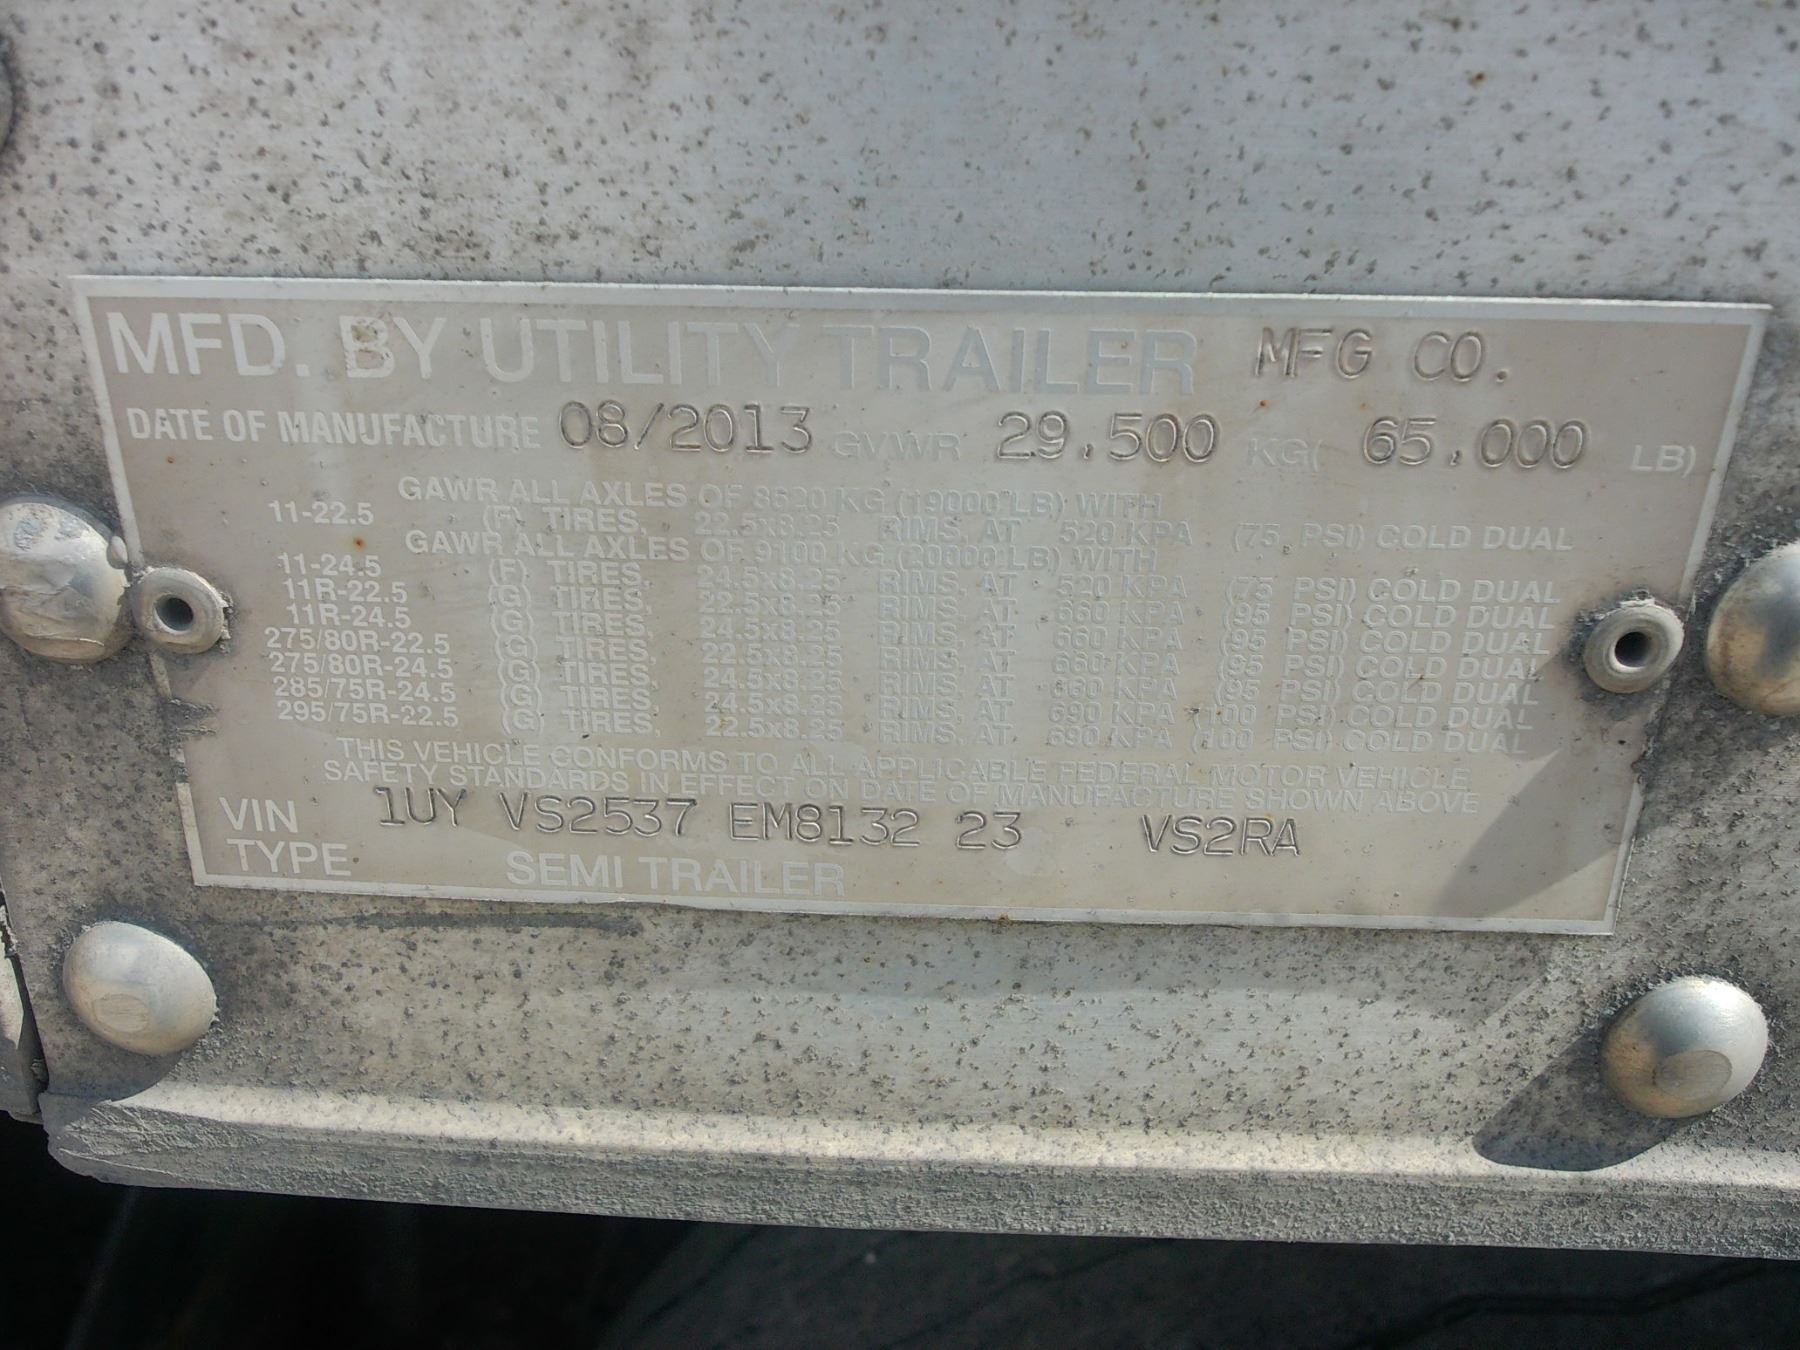 MFD. BY UTILITY TRAILER MFG CO.
DATE OF MANUFACTURE 08/2013 GVWR 29,500 KG( 65,000 LB)
GAWR ALL AXLES OF 8620 KG (19000 LB) WITH
11-22.5 (F) TIRES, 22.5x8.25 RIMS, AT 520 KPA (75 PSI) COLD DUAL
GAWR ALL AXLES OF 9100 KG (20000 LB) WITH
11-24.5 (F) TIRES, 24.5x8.25 RIMS, AT 520 KPA (75 PSI) COLD DUAL
11R-22.5 (G) TIRES, 22.5x8.25 RIMS, AT 660 KPA (95 PSI) COLD DUAL
11R-24.5 (G) TIRES, 24.5x8.25 RIMS, AT 660 KPA (95 PSI) COLD DUAL
275/80R-22.5 (G) TIRES, 22.5x8.25 RIMS, AT 660 KPA (95 PSI) COLD DUAL
275/80R-24.5 (G) TIRES, 24.5x8.25 RIMS, AT 660 KPA (95 PSI) COLD DUAL
285/75R-24.5 (G) TIRES, 24.5x8.25 RIMS, AT 690 KPA (100 PSI) COLD DUAL
295/75R-22.5 (G) TIRES, 22.5x8.25 RIMS, AT 690 KPA (100 PSI) COLD DUAL
THIS VEHICLE CONFORMS TO ALL APPLICABLE FEDERAL MOTOR VEHICLE
SAFETY STANDARDS IN EFFECT ON DATE OF MANUFACTURE SHOWN ABOVE
VIN 1UY VS2537 EM8132 23 VS2RA
TYPE SEMI TRAILER